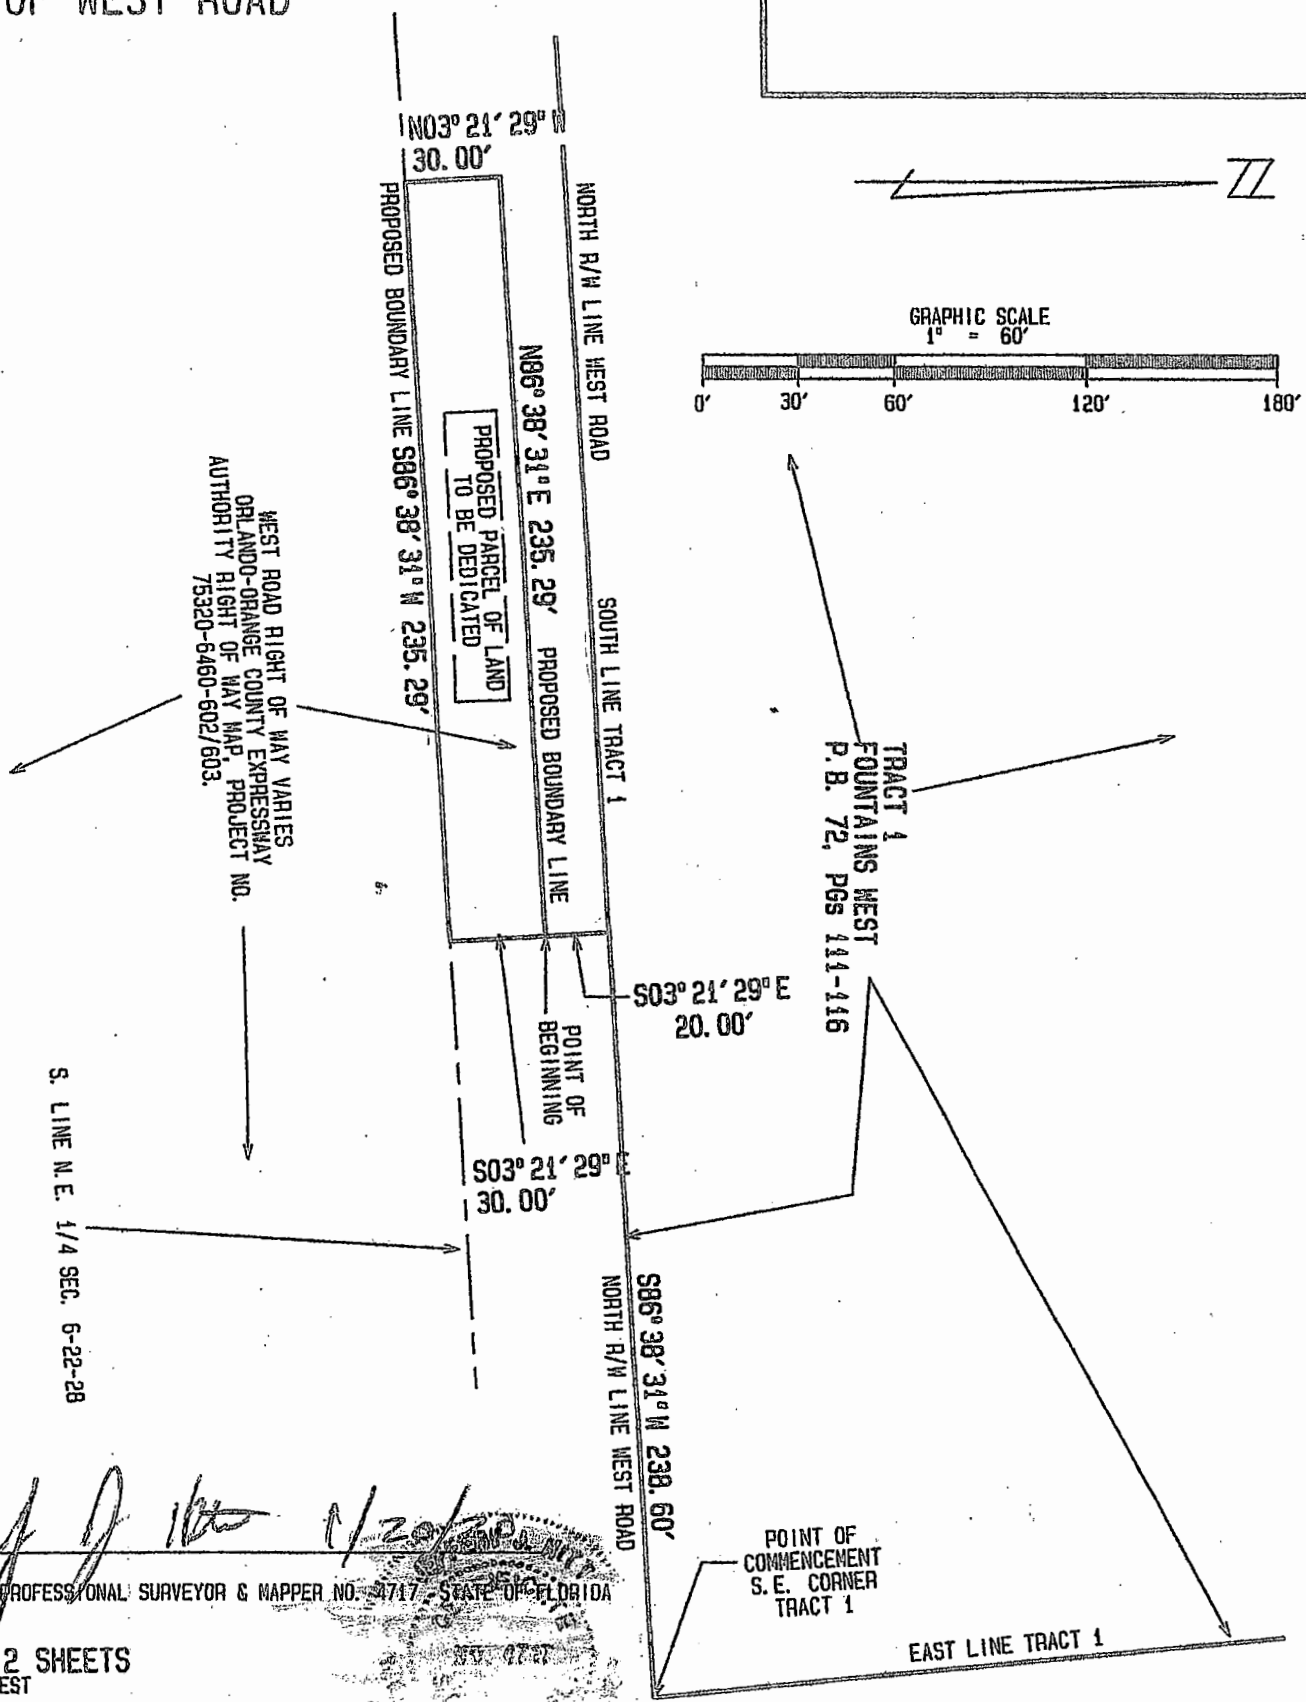 OF WEST ROAD
N03° 21' 29" W
30.00'
PROPOSED BOUNDARY LINE S86° 38' 31" W 235.29'
PROPOSED PARCEL OF LAND
TO BE DEDICATED
N86° 38' 31" E 235.29' PROPOSED BOUNDARY LINE
NORTH R/W LINE WEST ROAD
SOUTH LINE TRACT 1
N
GRAPHIC SCALE
1" = 60'
0' 30' 60' 120' 180'
WEST ROAD RIGHT OF WAY VARIES
ORLANDO-ORANGE COUNTY EXPRESSWAY
AUTHORITY RIGHT OF WAY MAP, PROJECT NO.
75320-6460-602/603.
TRACT 1
FOUNTAINS WEST
P.B. 72, PGs 111-116
S03° 21' 29" E
20.00'
POINT OF
BEGINNING
S03° 21' 29" E
30.00'
S. LINE N.E. 1/4 SEC. 6-22-28
S86° 38' 31" W 238.60'
NORTH R/W LINE WEST ROAD
POINT OF
COMMENCEMENT
S.E. CORNER
TRACT 1
EAST LINE TRACT 1
PROFESSIONAL SURVEYOR & MAPPER NO. 4717 STATE OF FLORIDA
NO. 4717
2 SHEETS
EST